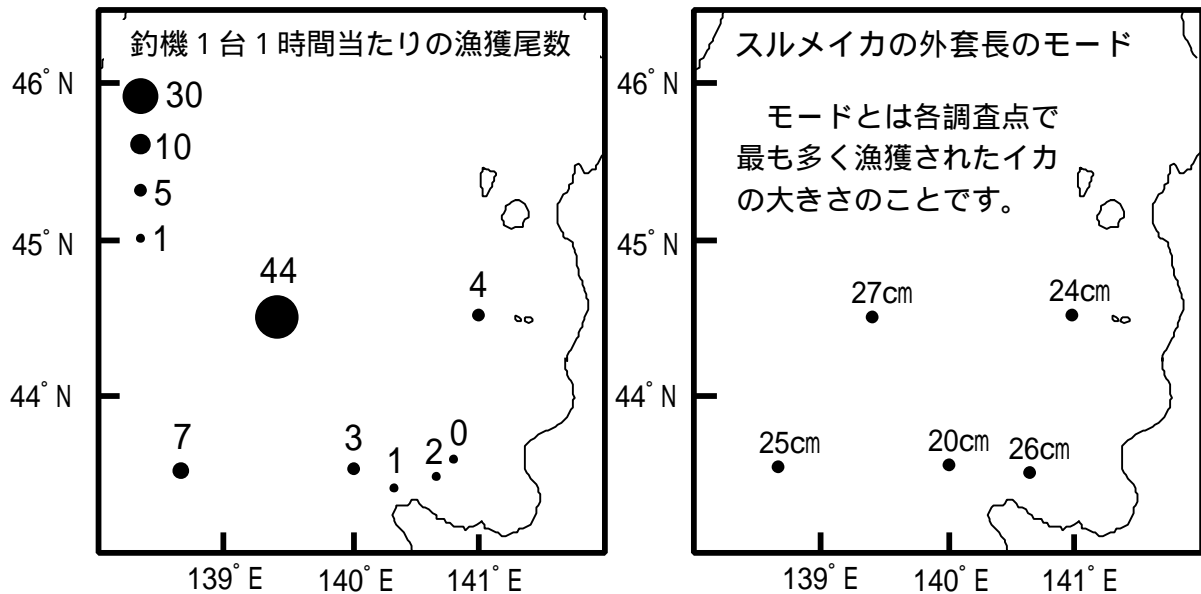 釣機１台１時間当たりの漁獲尾数
46°N
30
10
5
45°N
1
44
4
44°N
7
3
1
2
0
139°E
140°E
141°E
スルメイカの外套長のモード
46°N
モードとは各調査点で
最も多く漁獲されたイカ
の大きさのことです。
45°N
27㎝
24㎝
44°N
25㎝
20㎝
26㎝
139°E
140°E
141°E